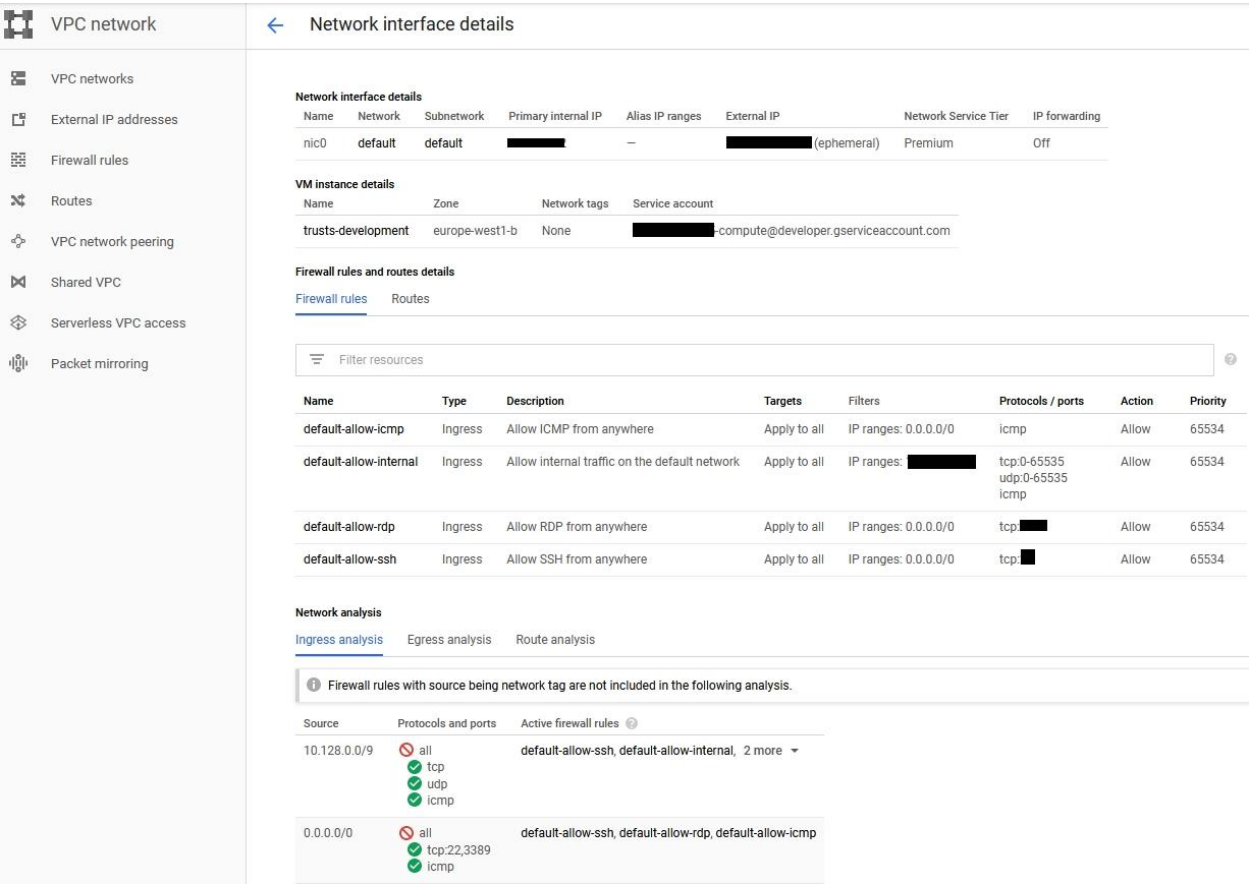 VPC network
Network interface details
VPC networks
External IP addresses
Firewall rules
Routes
VPC network peering
Shared VPC
Serverless VPC access
Packet mirroring
Network interface details
Name Network Subnetwork Primary internal IP Alias IP ranges External IP Network Service Tier IP forwarding
nic0 default default — (ephemeral) Premium Off
VM instance details
Name Zone Network tags Service account
trusts-development europe-west1-b None -compute@developer.gserviceaccount.com
Firewall rules and routes details
Firewall rules Routes
Filter resources
Name Type Description Targets Filters Protocols / ports Action Priority
default-allow-icmp Ingress Allow ICMP from anywhere Apply to all IP ranges: 0.0.0.0/0 icmp Allow 65534
default-allow-internal Ingress Allow internal traffic on the default network Apply to all IP ranges: tcp:0-65535 Allow 65534
udp:0-65535
icmp
default-allow-rdp Ingress Allow RDP from anywhere Apply to all IP ranges: 0.0.0.0/0 tcp: Allow 65534
default-allow-ssh Ingress Allow SSH from anywhere Apply to all IP ranges: 0.0.0.0/0 tcp: Allow 65534
Network analysis
Ingress analysis Egress analysis Route analysis
Firewall rules with source being network tag are not included in the following analysis.
Source Protocols and ports Active firewall rules
10.128.0.0/9 all default-allow-ssh, default-allow-internal, 2 more
tcp
udp
icmp
0.0.0.0/0 all default-allow-ssh, default-allow-rdp, default-allow-icmp
tcp:22,3389
icmp